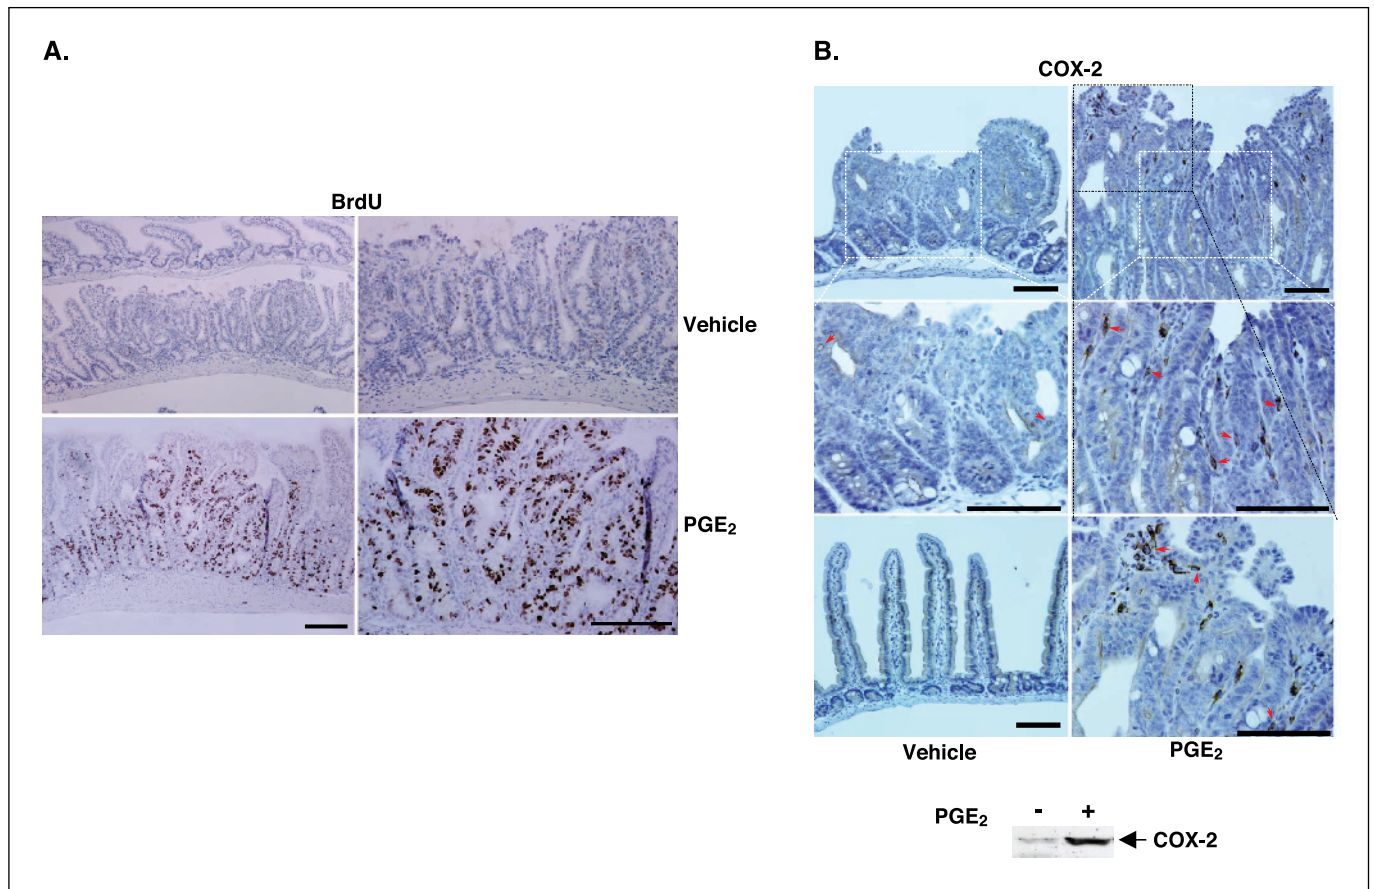 A.
BrdU
Vehicle
PGE₂
B.
COX-2
Vehicle
PGE₂
PGE₂ - +
COX-2